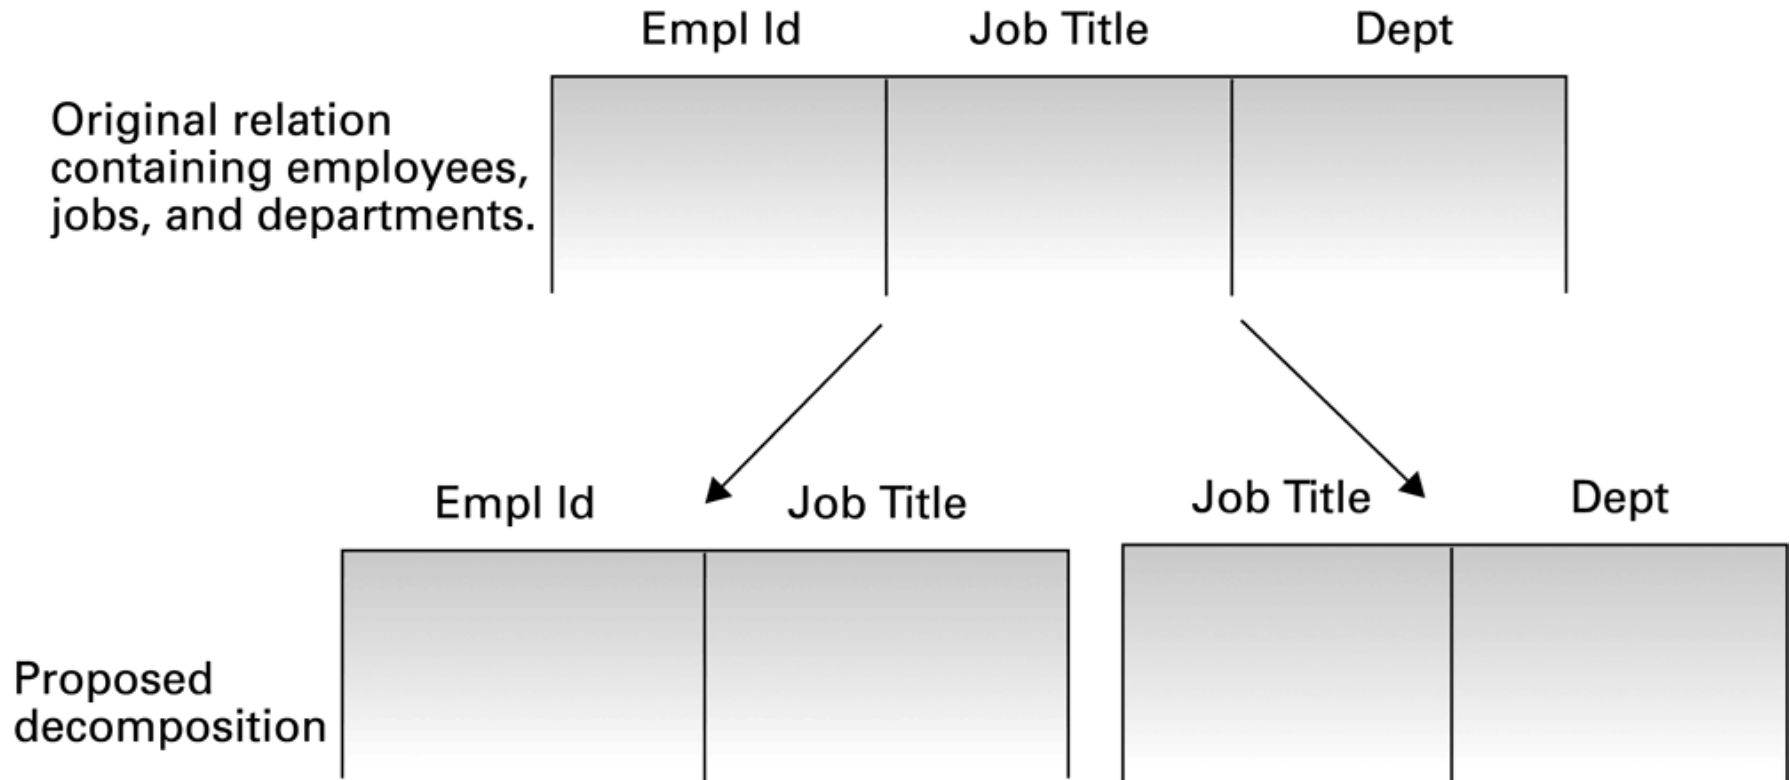 Empl Id Job Title Dept
Original relation
containing employees,
jobs, and departments.
Empl Id Job Title Job Title Dept
Proposed
decomposition